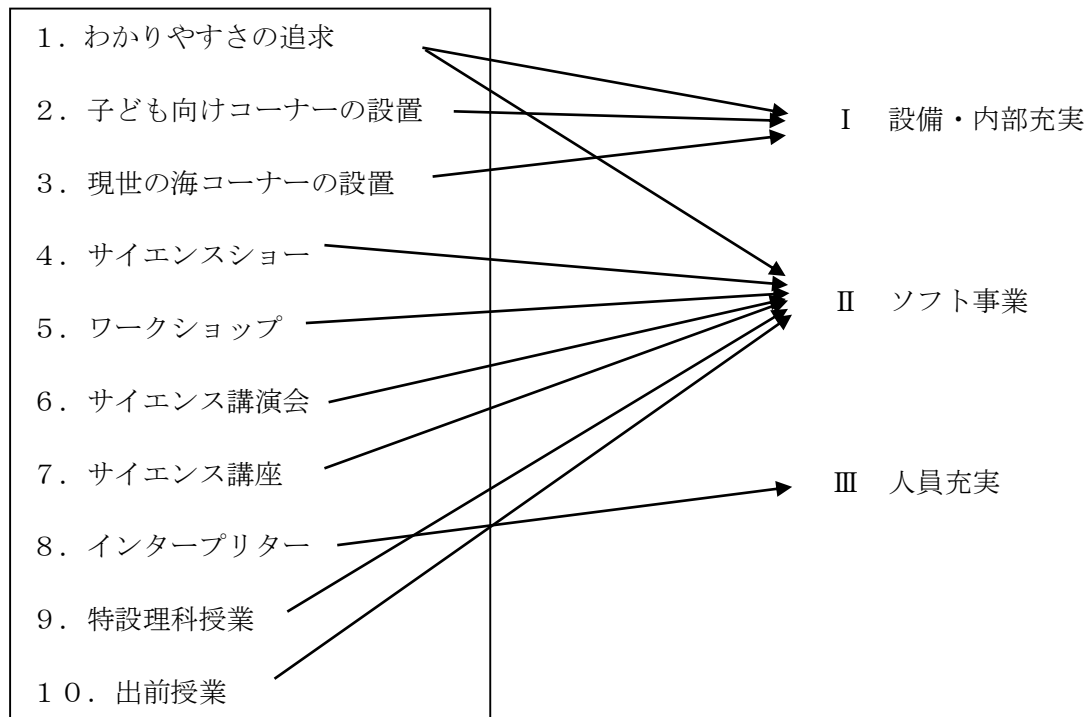 １．わかりやすさの追求
２．子ども向けコーナーの設置
３．現世の海コーナーの設置
４．サイエンスショー
５．ワークショップ
６．サイエンス講演会
７．サイエンス講座
８．インタープリター
９．特設理科授業
１０．出前授業
Ⅰ　設備・内部充実
Ⅱ　ソフト事業
Ⅲ　人員充実